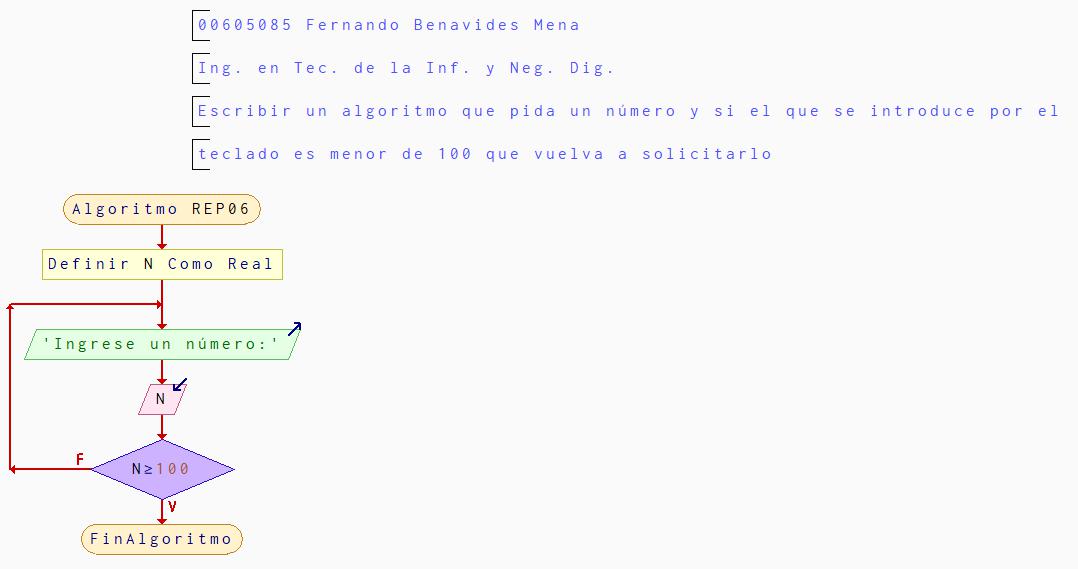 00605085 Fernando Benavides Mena
Ing. en Tec. de la Inf. y Neg. Dig.
Escribir un algoritmo que pida un número y si el que se introduce por el
teclado es menor de 100 que vuelva a solicitarlo
Algoritmo REP06
Definir N Como Real
'Ingrese un número:'
N
F
N≥100
V
FinAlgoritmo